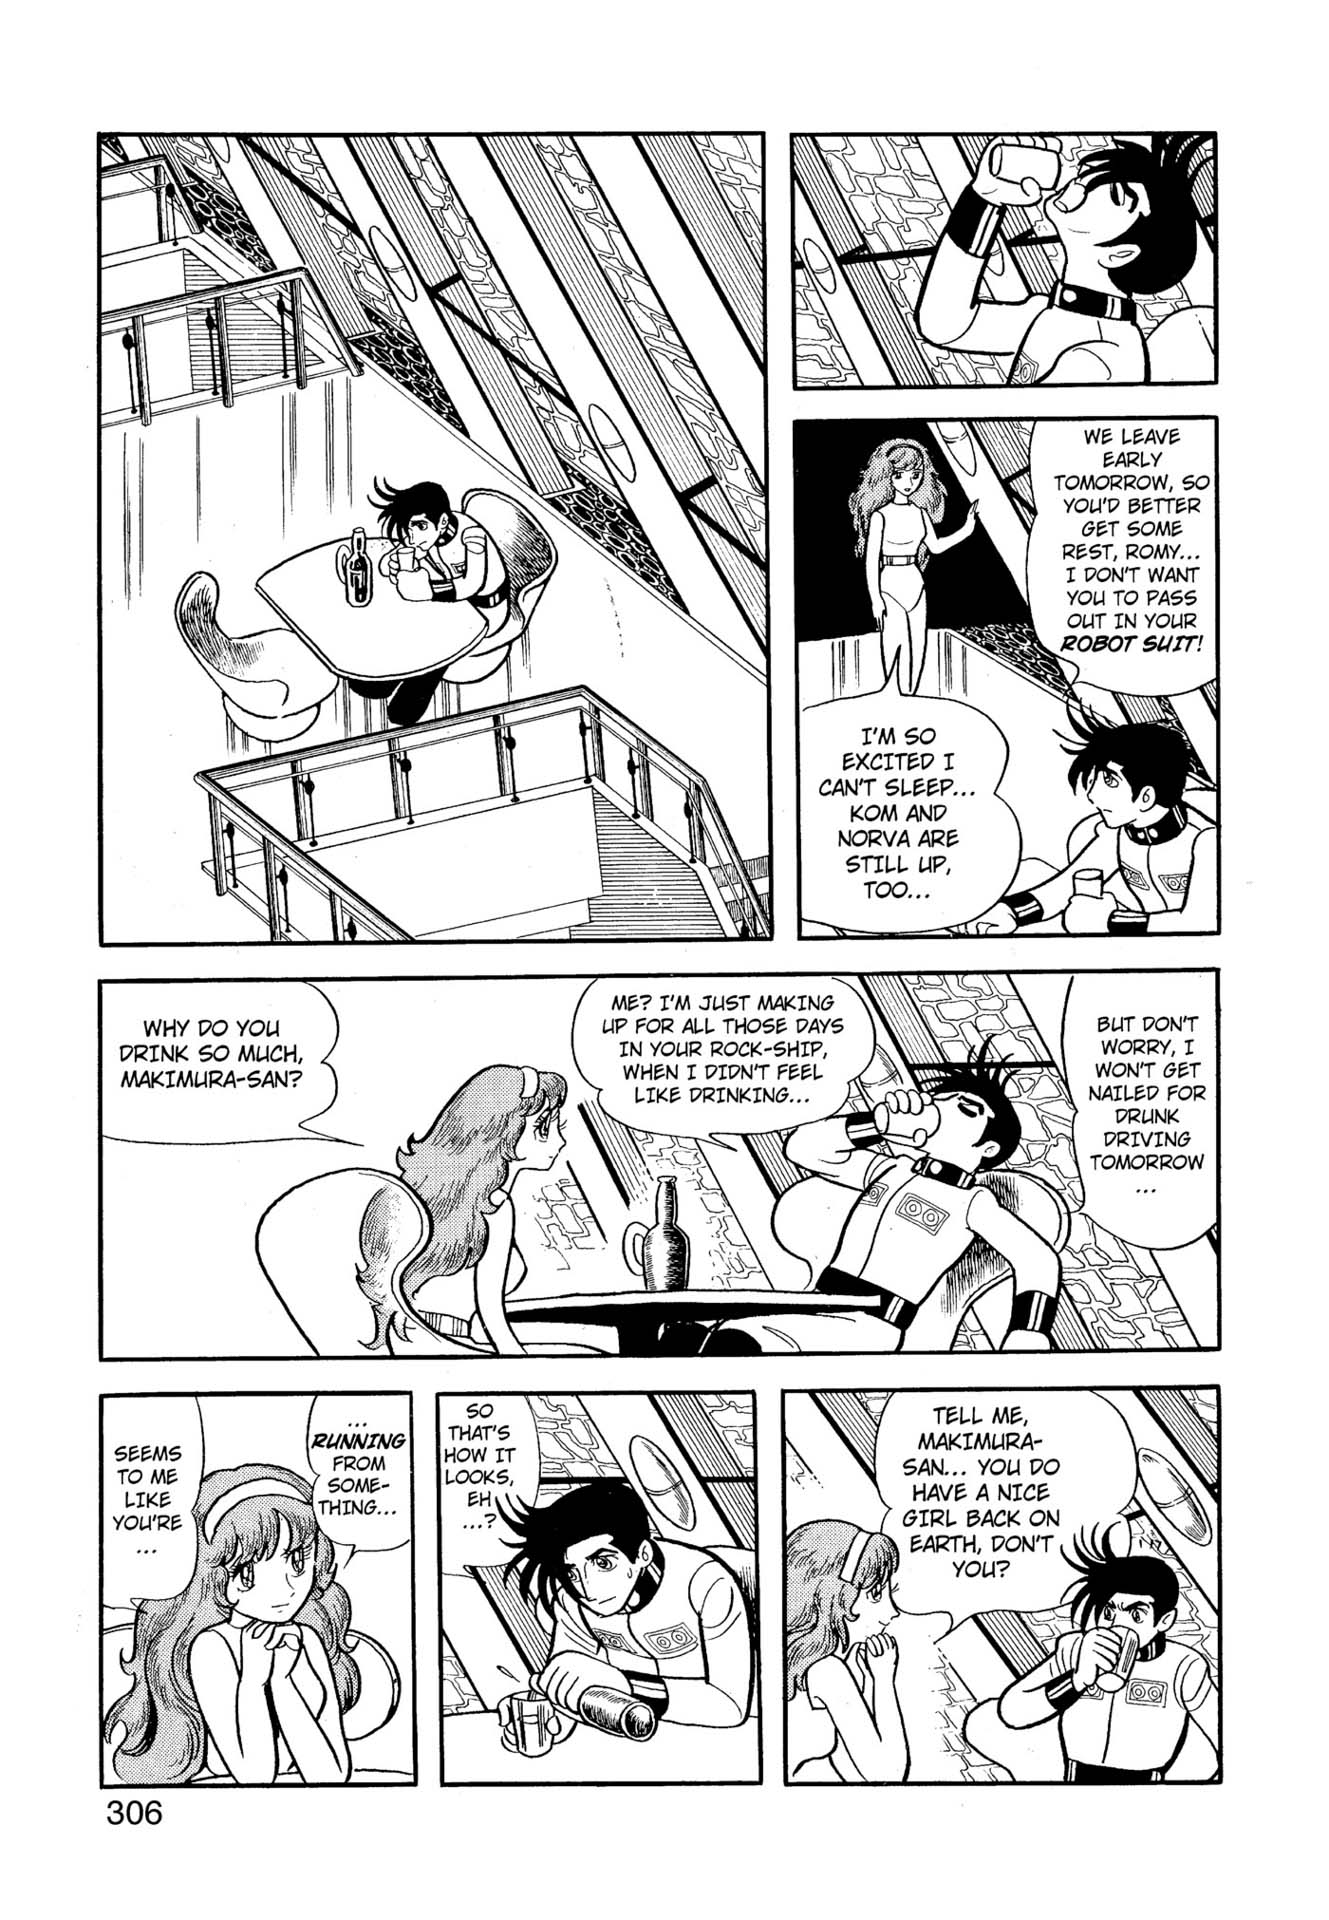 WE LEAVE
EARLY
TOMORROW, SO
YOU'D BETTER
GET SOME
REST, ROMY...
I DON'T WANT
YOU TO PASS
OUT IN YOUR
ROBOT SUIT!
I'M SO
EXCITED I
CAN'T SLEEP...
KOM AND
NORVA ARE
STILL UP,
TOO...
WHY DO YOU
DRINK SO MUCH,
MAKIMURA-SAN?
ME? I'M JUST MAKING
UP FOR ALL THOSE DAYS
IN YOUR ROCK-SHIP,
WHEN I DIDN'T FEEL
LIKE DRINKING...
BUT DON'T
WORRY, I
WON'T GET
NAILED FOR
DRUNK
DRIVING
TOMORROW
...
SEEMS
TO ME
LIKE
YOU'RE
...
...
RUNNING
FROM
SOME-
THING...
SO
THAT'S
HOW IT
LOOKS,
EH
...?
TELL ME,
MAKIMURA-
SAN... YOU DO
HAVE A NICE
GIRL BACK ON
EARTH, DON'T
YOU?
306